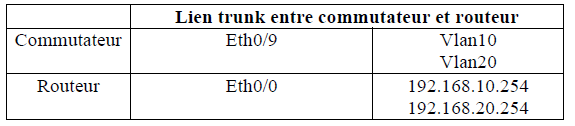 Lien trunk entre commutateur et routeur
Commutateur Eth0/9 Vlan10
Vlan20
Routeur Eth0/0 192.168.10.254
192.168.20.254